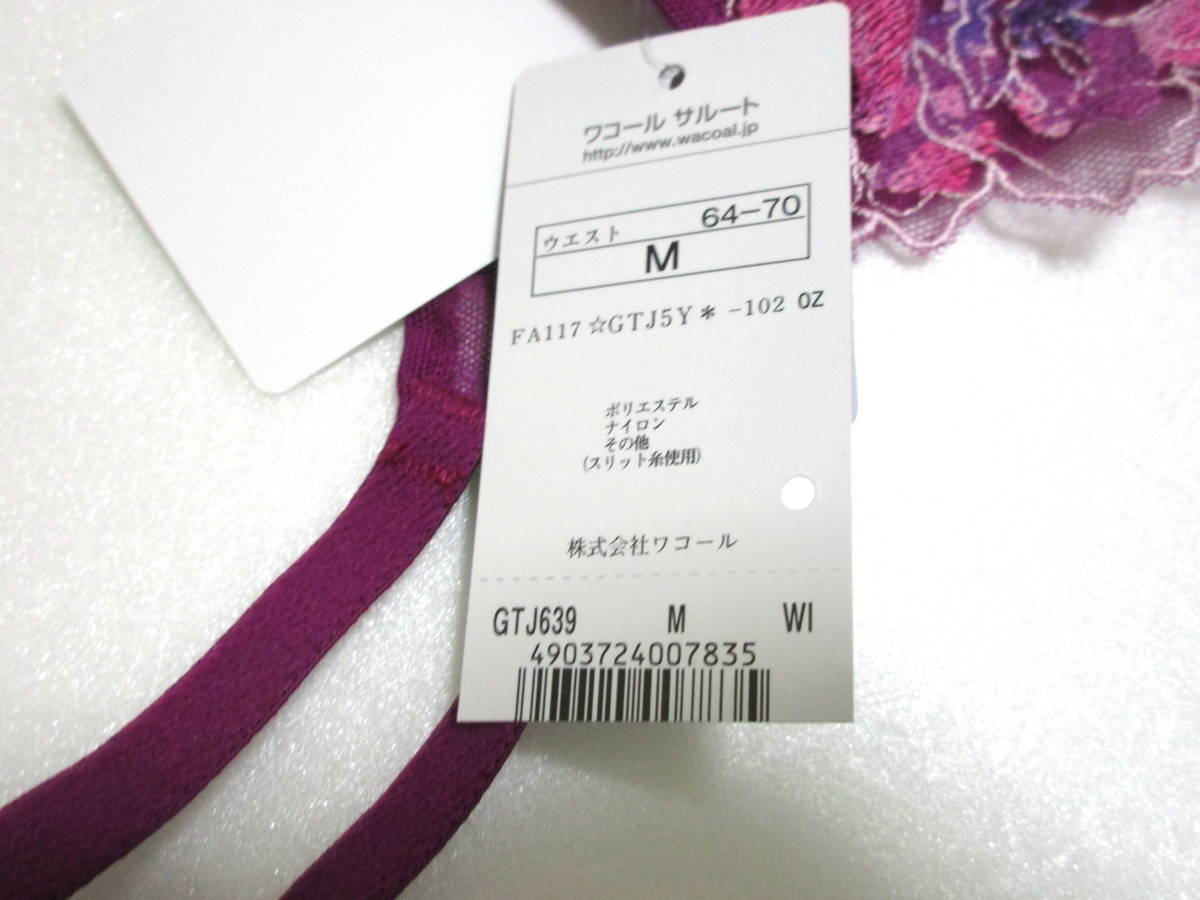 ワコール サルート
http://www.wacoal.jp
ウエスト 64-70
M
FA117☆GTJ5Y＊-102 OZ
ポリエステル
ナイロン
その他
(スリット糸使用)
株式会社ワコール
GTJ639 M WI
4903724007835